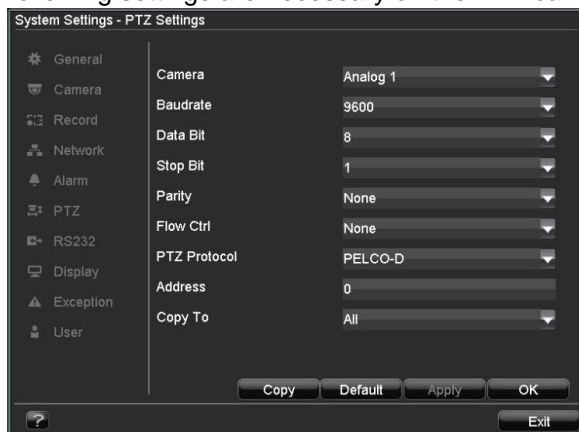 System Settings - PTZ Settings
General
Camera
Record
Network
Alarm
PTZ
RS232
Display
Exception
User
Camera Analog 1
Baudrate 9600
Data Bit 8
Stop Bit 1
Parity None
Flow Ctrl None
PTZ Protocol PELCO-D
Address 0
Copy To All
Copy Default Apply OK
? Exit